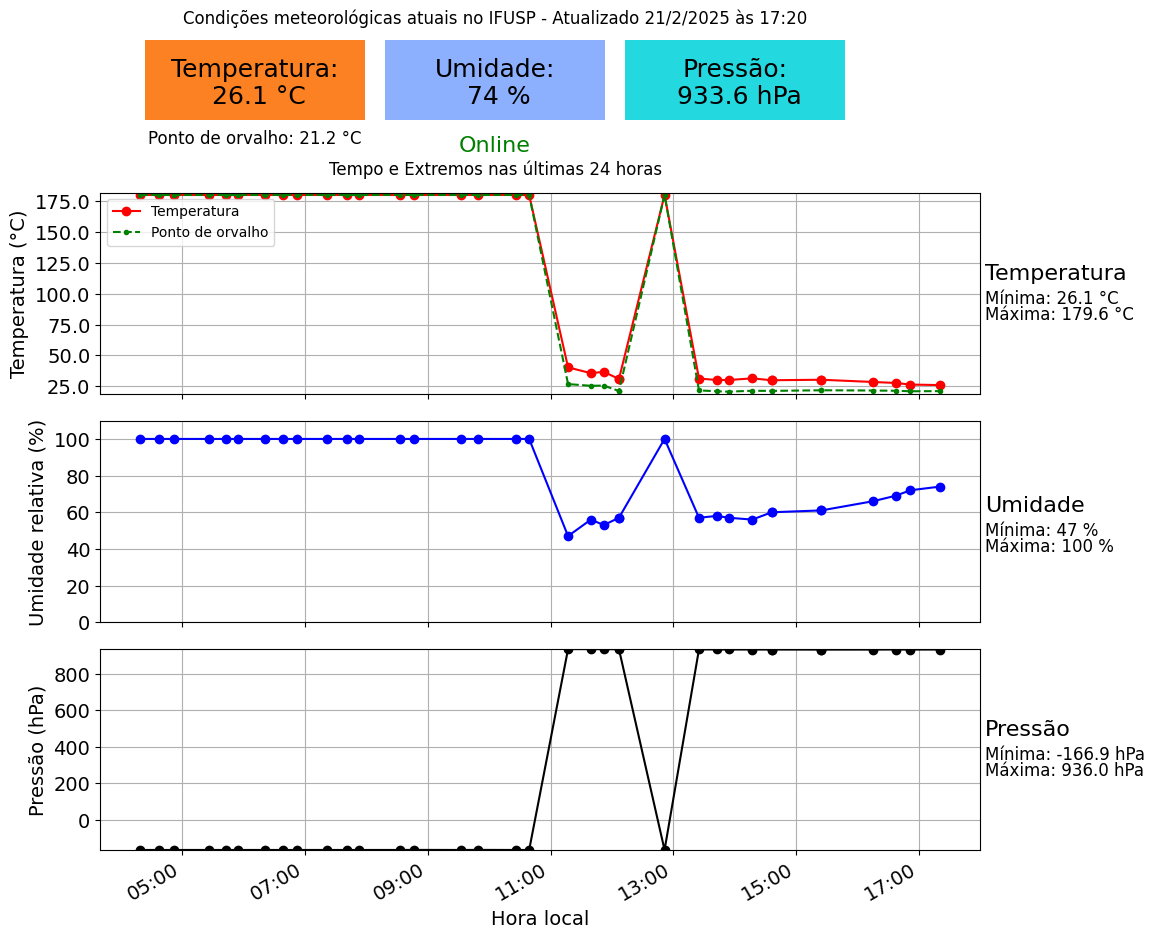 Condições meteorológicas atuais no IFUSP - Atualizado 21/2/2025 às 17:20
Temperatura:
26.1 °C
Umidade:
74 %
Pressão:
933.6 hPa
Ponto de orvalho: 21.2 °C
Online
Tempo e Extremos nas últimas 24 horas
Temperatura (°C)
175.0
150.0
125.0
100.0
75.0
50.0
25.0
Temperatura
Ponto de orvalho
Temperatura
Mínima: 26.1 °C
Máxima: 179.6 °C
Umidade relativa (%)
100
80
60
40
20
0
Umidade
Mínima: 47 %
Máxima: 100 %
Pressão (hPa)
800
600
400
200
0
Pressão
Mínima: -166.9 hPa
Máxima: 936.0 hPa
05:00
07:00
09:00
11:00
13:00
15:00
17:00
Hora local